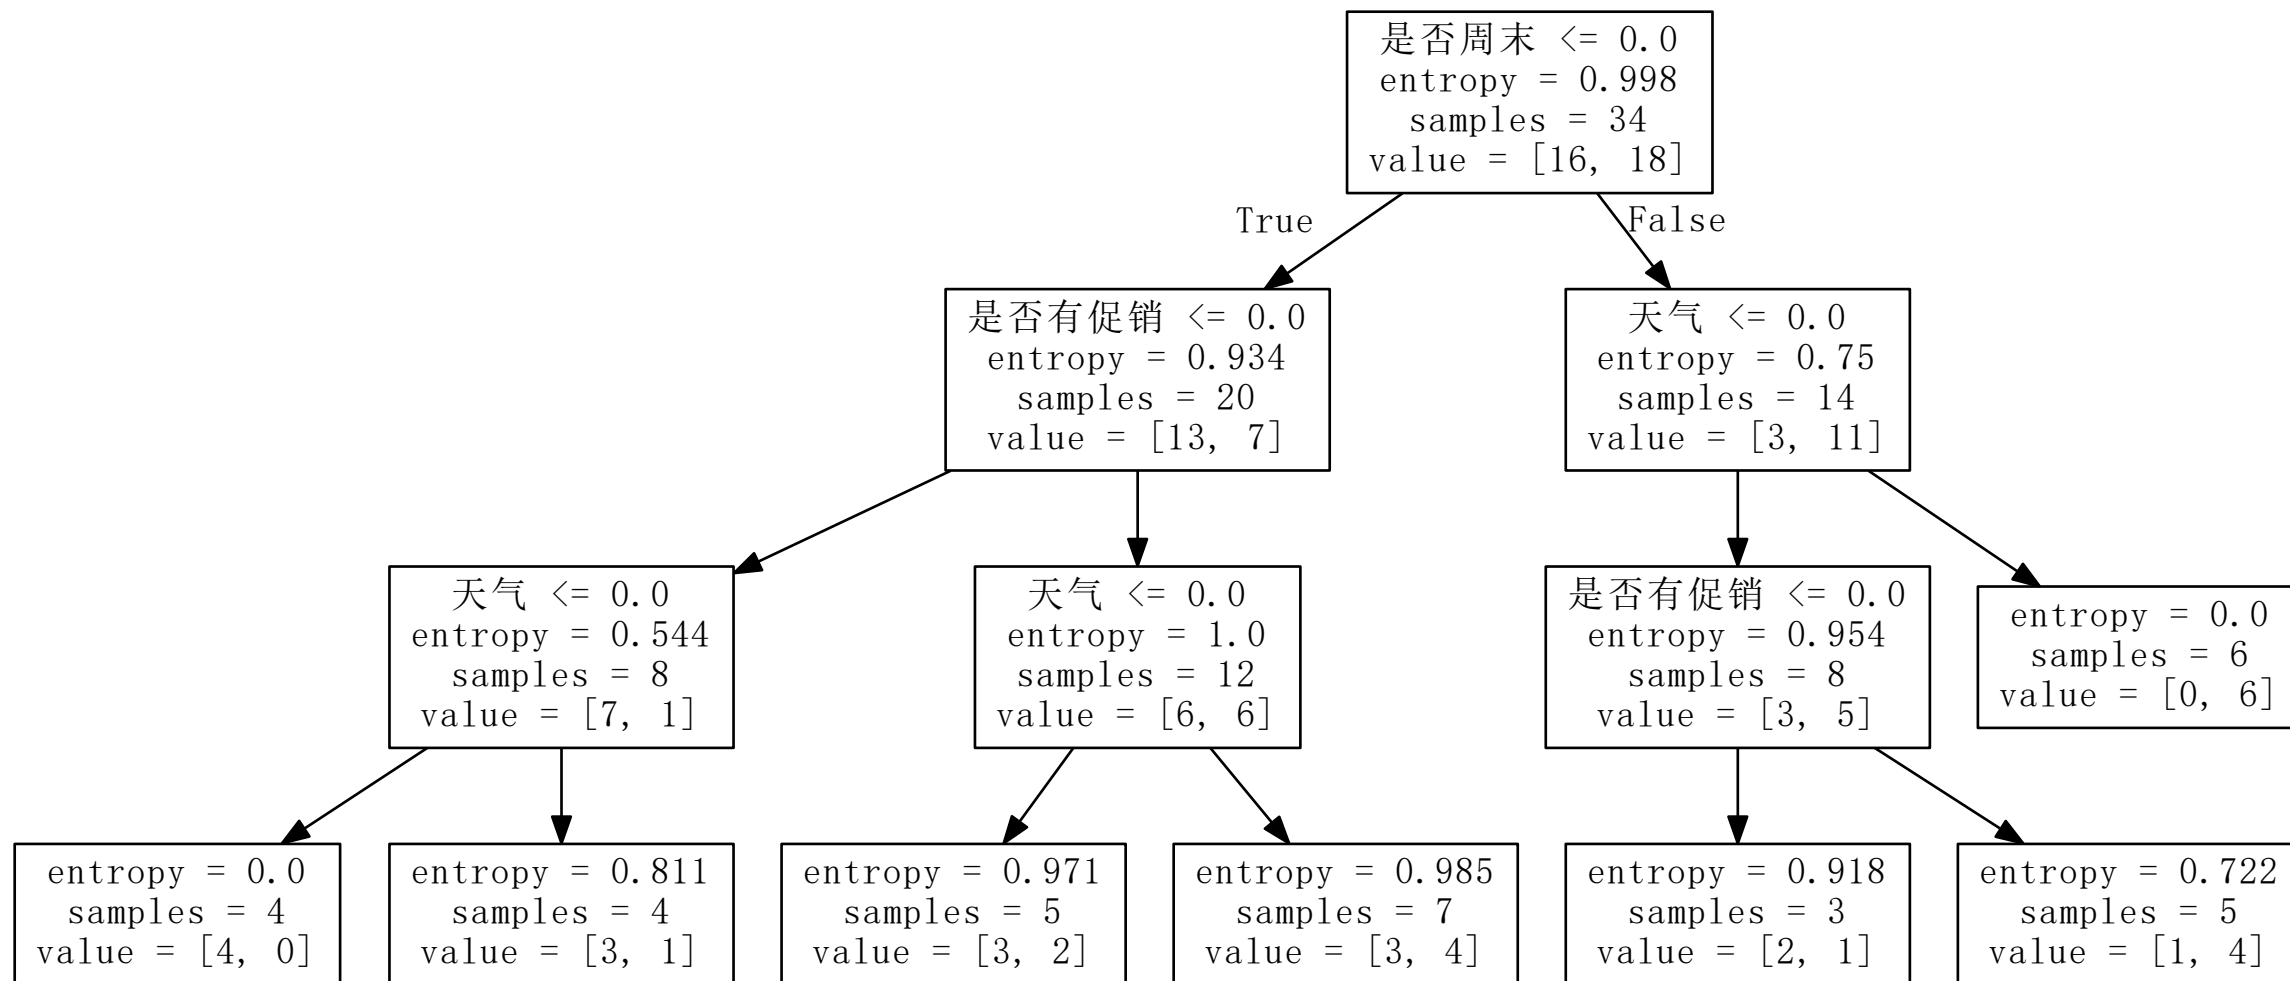 是否周末 <= 0.0
entropy = 0.998
samples = 34
value = [16, 18]
True
False
是否有促销 <= 0.0
entropy = 0.934
samples = 20
value = [13, 7]
天气 <= 0.0
entropy = 0.75
samples = 14
value = [3, 11]
天气 <= 0.0
entropy = 0.544
samples = 8
value = [7, 1]
天气 <= 0.0
entropy = 1.0
samples = 12
value = [6, 6]
是否有促销 <= 0.0
entropy = 0.954
samples = 8
value = [3, 5]
entropy = 0.0
samples = 6
value = [0, 6]
entropy = 0.0
samples = 4
value = [4, 0]
entropy = 0.811
samples = 4
value = [3, 1]
entropy = 0.971
samples = 5
value = [3, 2]
entropy = 0.985
samples = 7
value = [3, 4]
entropy = 0.918
samples = 3
value = [2, 1]
entropy = 0.722
samples = 5
value = [1, 4]